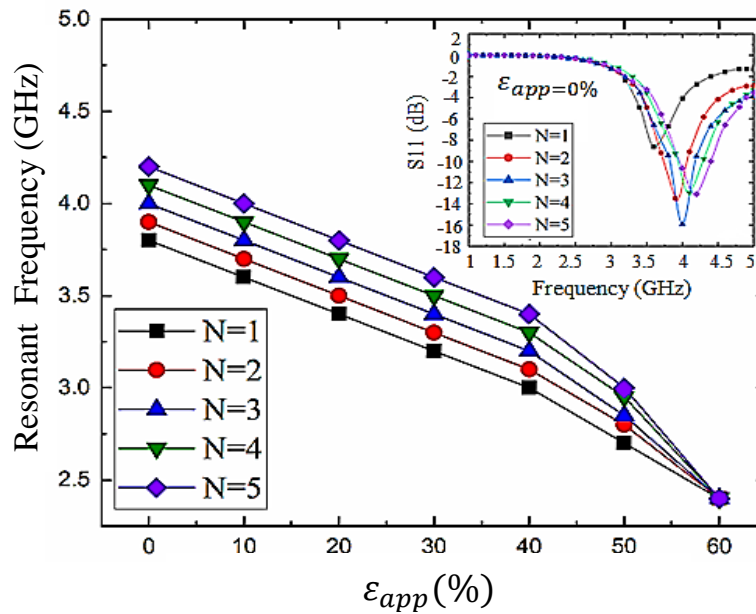 5.0
4.5
4.0
3.5
3.0
2.5
Resonant Frequency (GHz)
0 10 20 30 40 50 60
ε_app(%)
N=1
N=2
N=3
N=4
N=5
2
0
-2
-4
-6
-8
-10
-12
-14
-16
-18
S11 (dB)
ε_app=0%
N=1
N=2
N=3
N=4
N=5
1 1.5 2 2.5 3 3.5 4 4.5 5
Frequency (GHz)